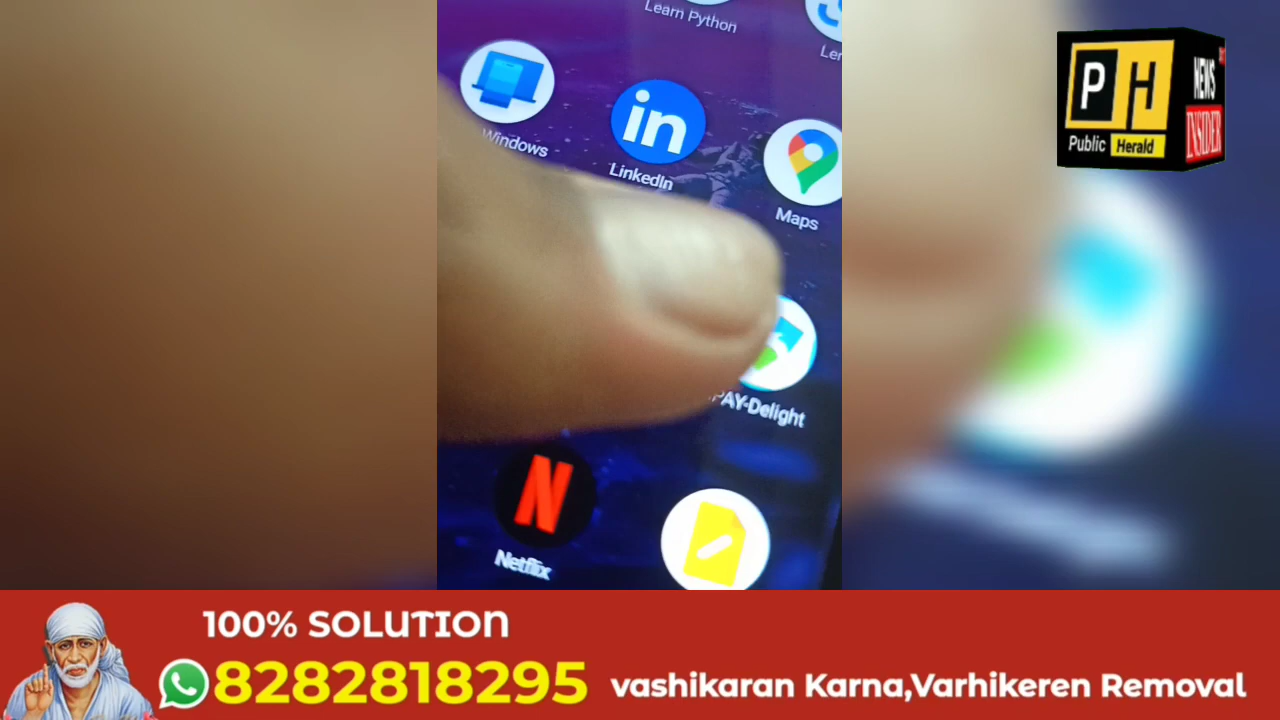 Learn Python
Windows
LinkedIn
Maps
PAY-Delight
Netflix
P H
Public Herald
NEWS
INSIDER
100% SOLUTION
8282818295
vashikaran Karna,Varhikeren Removal